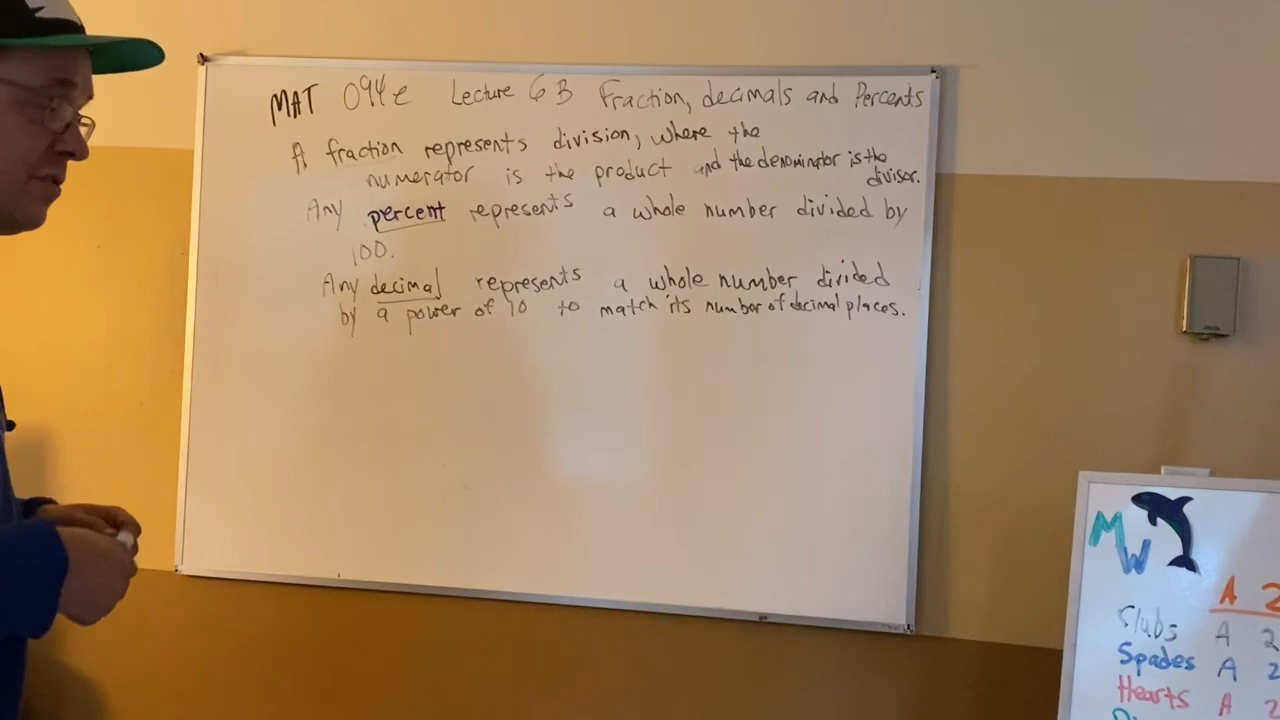 MAT 094e Lecture 6B Fraction, decimals and Percents
A fraction represents division, where the
numerator is the product and the denominator is the
divisor.
Any percent represents a whole number divided by
100.
Any decimal represents a whole number divided
by a power of 10 to match its number of decimal places.
MW
A 2
Clubs A 2
Spades A 2
Hearts A 2